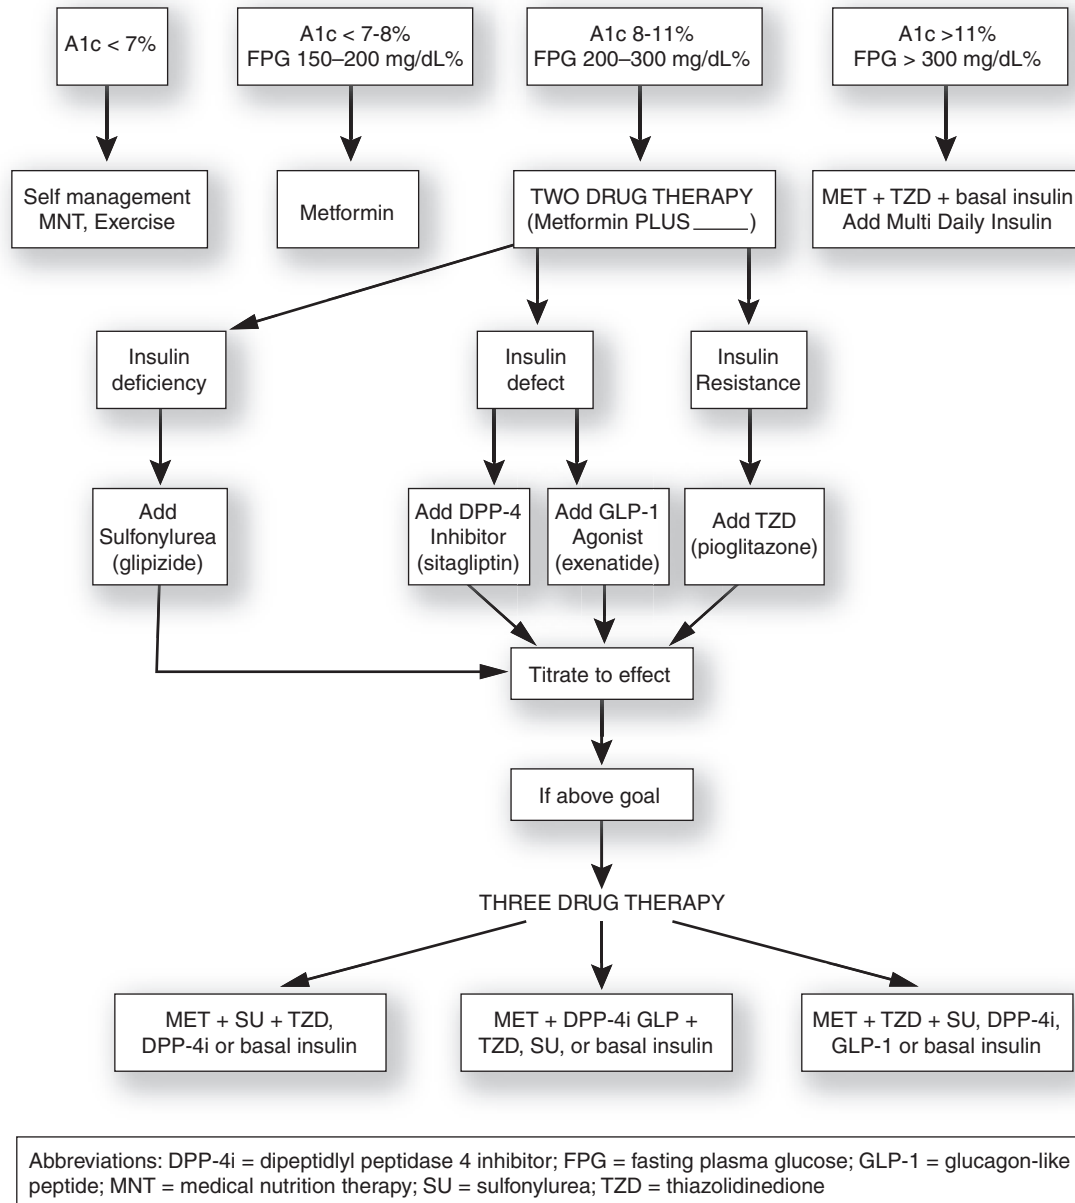 A1c < 7%
A1c < 7-8%
FPG 150–200 mg/dL%
A1c 8-11%
FPG 200–300 mg/dL%
A1c >11%
FPG > 300 mg/dL%
Self management
MNT, Exercise
Metformin
TWO DRUG THERAPY
(Metformin PLUS _____ )
MET + TZD + basal insulin
Add Multi Daily Insulin
Insulin
deficiency
Insulin
defect
Insulin
Resistance
Add
Sulfonylurea
(glipizide)
Add DPP-4
Inhibitor
(sitagliptin)
Add GLP-1
Agonist
(exenatide)
Add TZD
(pioglitazone)
Titrate to effect
If above goal
THREE DRUG THERAPY
MET + SU + TZD,
DPP-4i or basal insulin
MET + DPP-4i GLP +
TZD, SU, or basal insulin
MET + TZD + SU, DPP-4i,
GLP-1 or basal insulin
Abbreviations: DPP-4i = dipeptidlyl peptidase 4 inhibitor; FPG = fasting plasma glucose; GLP-1 = glucagon-like
peptide; MNT = medical nutrition therapy; SU = sulfonylurea; TZD = thiazolidinedione